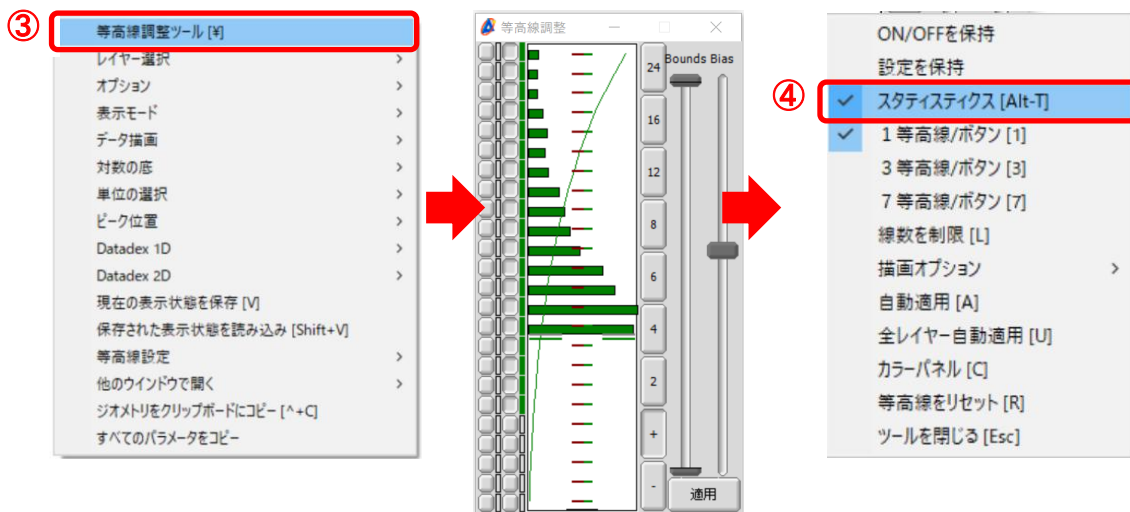 ③
等高線調整ツール [¥]
レイヤー選択
オプション
表示モード
データ描画
対数の底
単位の選択
ピーク位置
Datadex 1D
Datadex 2D
現在の表示状態を保存 [V]
保存された表示状態を読み込み [Shift+V]
等高線設定
他のウインドウで開く
ジオメトリをクリップボードにコピー [^+C]
すべてのパラメータをコピー
等高線調整
Bounds Bias
24
16
12
8
6
4
2
+
-
適用
④
ON/OFFを保持
設定を保持
スタティスティクス [Alt-T]
1 等高線/ボタン [1]
3 等高線/ボタン [3]
7 等高線/ボタン [7]
線数を制限 [L]
描画オプション
自動適用 [A]
全レイヤー自動適用 [U]
カラーパネル [C]
等高線をリセット [R]
ツールを閉じる [Esc]